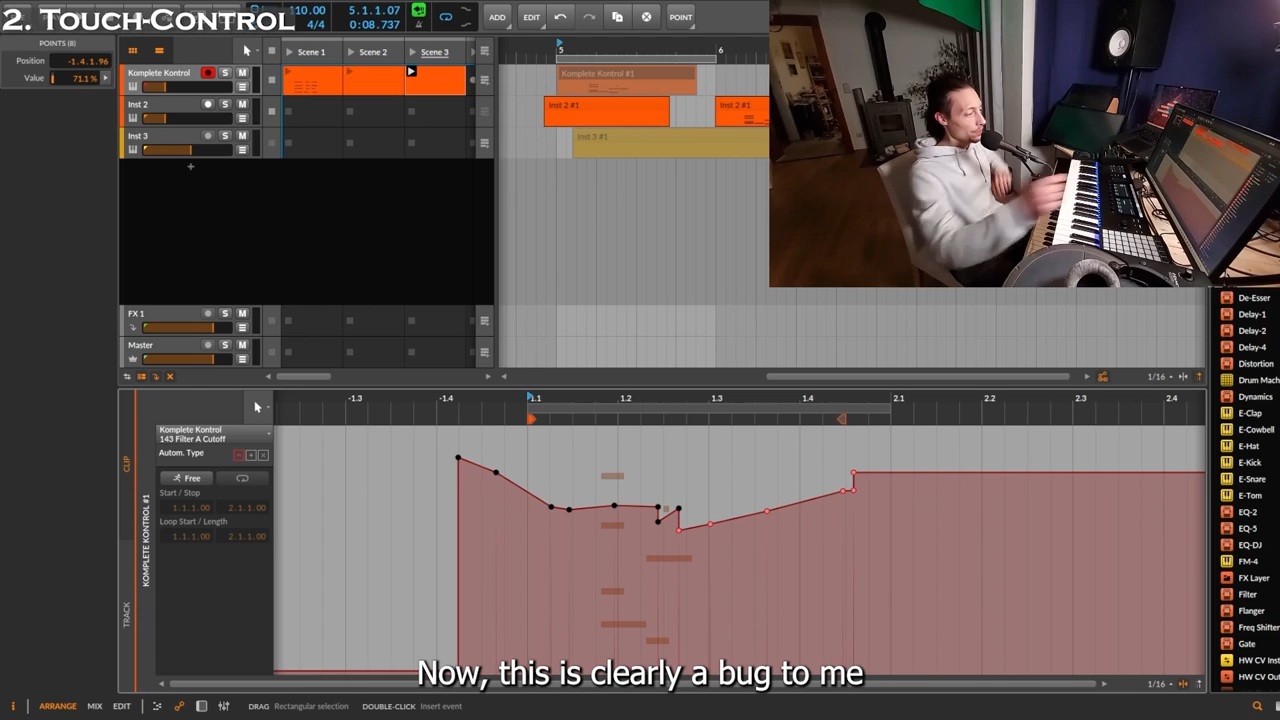 2. Touch-Control
110.00
4/4
5.1.1.07
0:08.737
ADD
EDIT
POINT
POINTS (8)
Position
-1.4.1.96
Value
71.1 %
Scene 1
Scene 2
Scene 3
5
6
Komplete Kontrol
S
M
Komplete Kontrol #1
Inst 2
S
M
Inst 2 #1
Inst 2 #1
Inst 3
S
M
Inst 3 #1
+
FX 1
S
M
Master
S
M
1/16
-1.3
-1.4
1.1
1.2
1.3
1.4
2.1
2.2
2.3
2.4
Komplete Kontrol
143 Filter A Cutoff
Autom. Type
Free
Start / Stop
1.1.1.00
2.1.1.00
Loop Start / Length
1.1.1.00
2.1.1.00
CLIP
KOMPLETE KONTROL #1
TRACK
De-Esser
Delay-1
Delay-2
Delay-4
Distortion
Drum Mach
Dynamics
E-Clap
E-Cowbell
E-Hat
E-Kick
E-Snare
E-Tom
EQ-2
EQ-5
EQ-DJ
FM-4
FX Layer
Filter
Flanger
Freq Shifter
Gate
HW CV Inst
HW CV Out
Now, this is clearly a bug to me
1/16
i
ARRANGE
MIX
EDIT
DRAG
Rectangular selection
DOUBLE-CLICK
Insert event